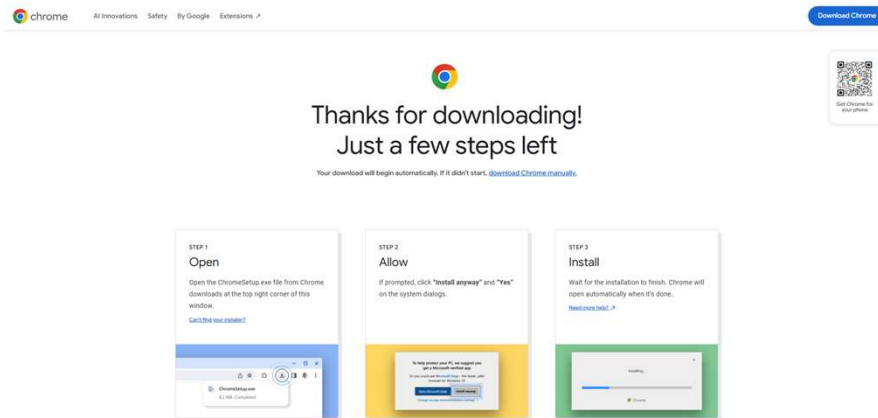 chrome
AI Innovations Safety By Google Extensions ↗
Download Chrome
Get Chrome for
your phone
Thanks for downloading!
Just a few steps left
Your download will begin automatically. If it didn't start, download Chrome manually.
STEP 1
Open
Open the ChromeSetup.exe file from Chrome
downloads at the top right corner of this
window.
Can't find your installer?
ChromeSetup.exe
STEP 2
Allow
If prompted, click "Install anyway" and "Yes"
on the system dialogs.
To help protect your PC, we suggest you
get a Microsoft verified app
STEP 3
Install
Wait for the installation to finish. Chrome will
open automatically when it's done.
Need more help? ↗
Installing...
Chrome